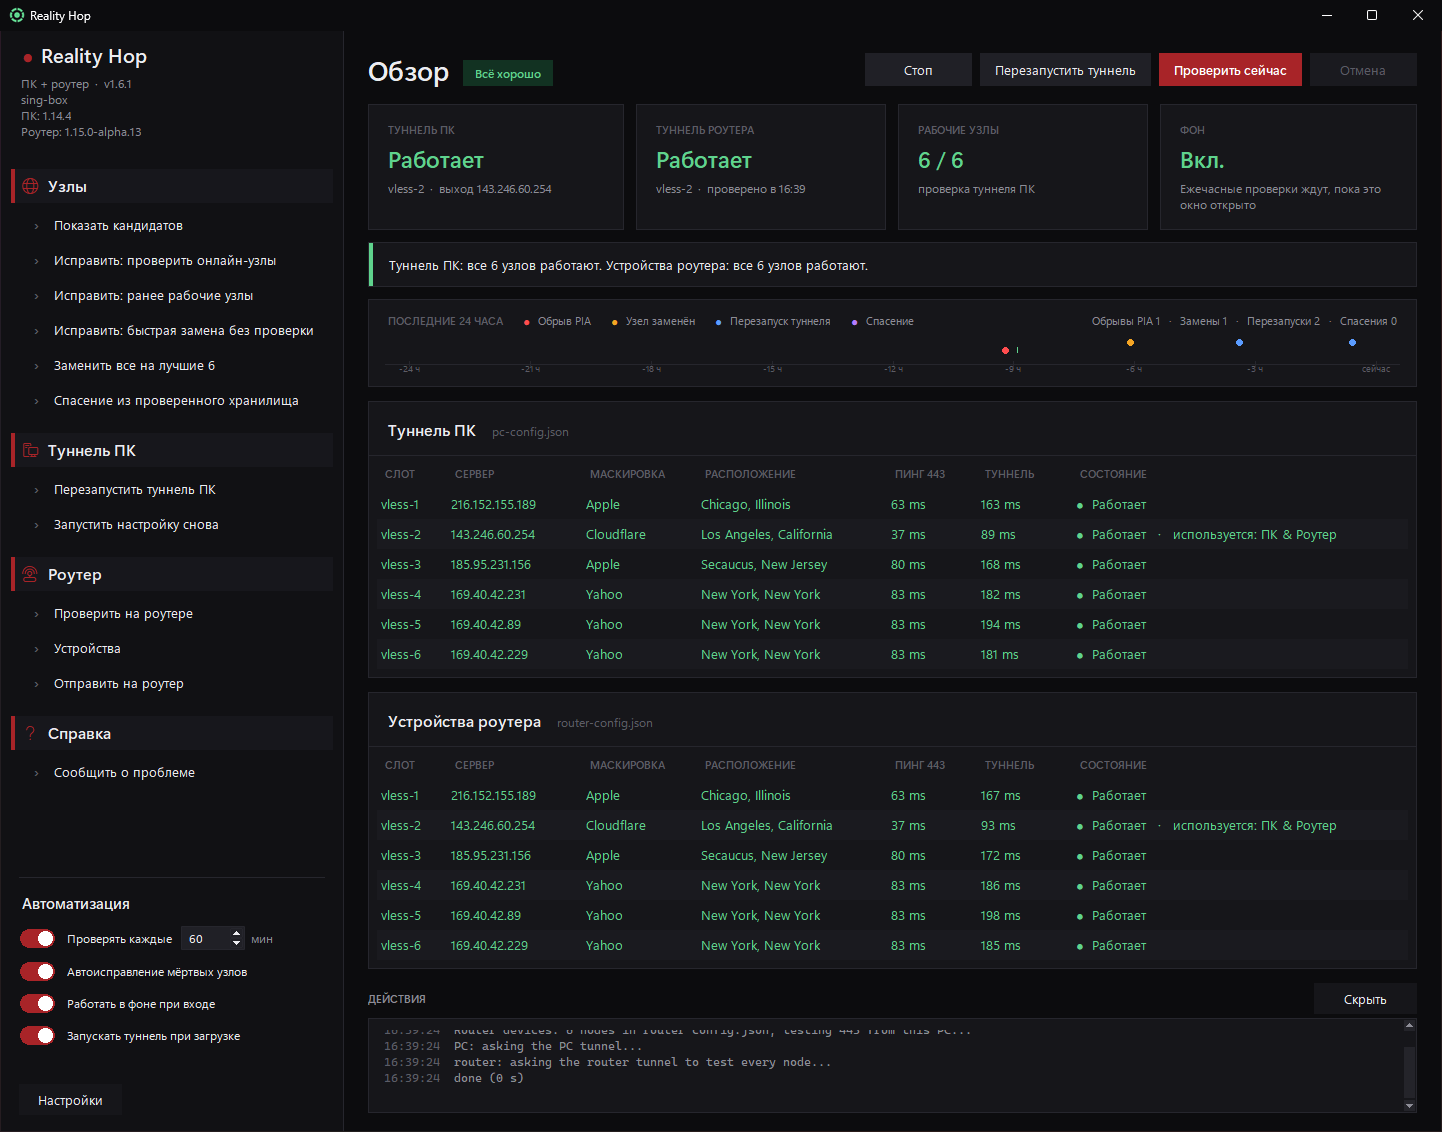 Reality Hop
Reality Hop
ПК + роутер · v1.6.1
sing-box
ПК: 1.14.4
Роутер: 1.15.0-alpha.13
Узлы
Показать кандидатов
Исправить: проверить онлайн-узлы
Исправить: ранее рабочие узлы
Исправить: быстрая замена без проверки
Заменить все на лучшие 6
Спасение из проверенного хранилища
Туннель ПК
Перезапустить туннель ПК
Запустить настройку снова
Роутер
Проверить на роутере
Устройства
Отправить на роутер
Справка
Сообщить о проблеме
Автоматизация
Проверять каждые 60 мин
Автоисправление мёртвых узлов
Работать в фоне при входе
Запускать туннель при загрузке
Настройки
Обзор Всё хорошо Стоп Перезапустить туннель Проверить сейчас Отмена
ТУННЕЛЬ ПК
Работает
vless-2 · выход 143.246.60.254
ТУННЕЛЬ РОУТЕРА
Работает
vless-2 · проверено в 16:39
РАБОЧИЕ УЗЛЫ
6 / 6
проверка туннеля ПК
ФОН
Вкл.
Ежечасные проверки ждут, пока это
окно открыто
Туннель ПК: все 6 узлов работают. Устройства роутера: все 6 узлов работают.
ПОСЛЕДНИЕ 24 ЧАСА Обрыв PIA Узел заменён Перезапуск туннеля Спасение Обрывы PIA 1 · Замены 1 · Перезапуски 2 · Спасения 0
-24 ч -21 ч -18 ч -15 ч -12 ч -9 ч -6 ч -3 ч сейчас
Туннель ПК pc-config.json
СЛОТ СЕРВЕР МАСКИРОВКА РАСПОЛОЖЕНИЕ ПИНГ 443 ТУННЕЛЬ СОСТОЯНИЕ
vless-1 216.152.155.189 Apple Chicago, Illinois 63 ms 163 ms Работает
vless-2 143.246.60.254 Cloudflare Los Angeles, California 37 ms 89 ms Работает · используется: ПК & Роутер
vless-3 185.95.231.156 Apple Secaucus, New Jersey 80 ms 168 ms Работает
vless-4 169.40.42.231 Yahoo New York, New York 83 ms 182 ms Работает
vless-5 169.40.42.89 Yahoo New York, New York 83 ms 194 ms Работает
vless-6 169.40.42.229 Yahoo New York, New York 83 ms 181 ms Работает
Устройства роутера router-config.json
СЛОТ СЕРВЕР МАСКИРОВКА РАСПОЛОЖЕНИЕ ПИНГ 443 ТУННЕЛЬ СОСТОЯНИЕ
vless-1 216.152.155.189 Apple Chicago, Illinois 63 ms 167 ms Работает
vless-2 143.246.60.254 Cloudflare Los Angeles, California 37 ms 93 ms Работает · используется: ПК & Роутер
vless-3 185.95.231.156 Apple Secaucus, New Jersey 80 ms 172 ms Работает
vless-4 169.40.42.231 Yahoo New York, New York 83 ms 186 ms Работает
vless-5 169.40.42.89 Yahoo New York, New York 83 ms 198 ms Работает
vless-6 169.40.42.229 Yahoo New York, New York 83 ms 185 ms Работает
ДЕЙСТВИЯ Скрыть
16:39:24 Router devices: 6 nodes in router-config.json, testing 443 from this PC...
16:39:24 PC: asking the PC tunnel...
16:39:24 router: asking the router tunnel to test every node...
16:39:24 done (0 s)